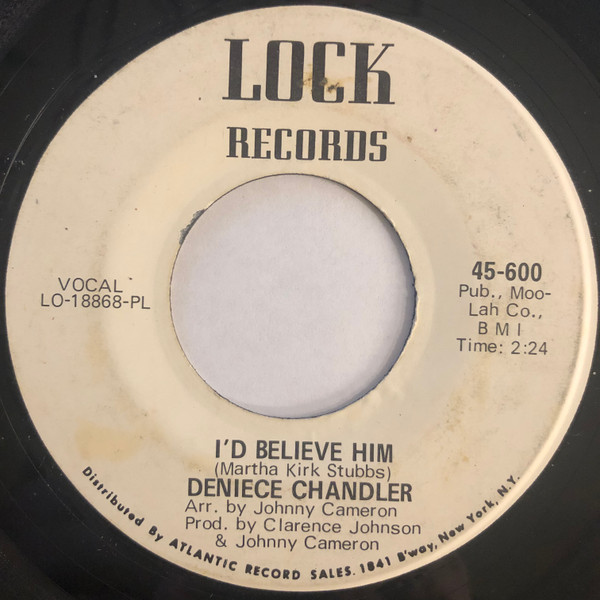 LOCK
RECORDS
VOCAL
LO-18868-PL
45-600
Pub., Moo-
Lah Co.,
B M I
Time: 2:24
I'D BELIEVE HIM
(Martha Kirk Stubbs)
DENIECE CHANDLER
Arr. by Johnny Cameron
Prod. by Clarence Johnson
& Johnny Cameron
Distributed By ATLANTIC RECORD SALES. 1841 B'way, New York, N.Y.